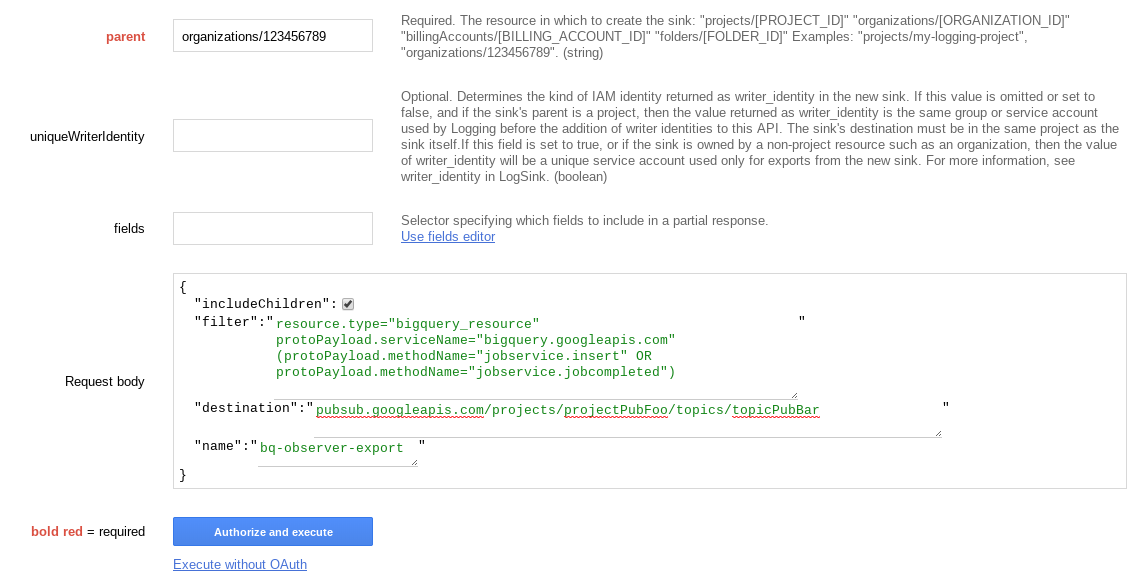 parent
organizations/123456789
Required. The resource in which to create the sink: "projects/[PROJECT_ID]" "organizations/[ORGANIZATION_ID]"
"billingAccounts/[BILLING_ACCOUNT_ID]" "folders/[FOLDER_ID]" Examples: "projects/my-logging-project",
"organizations/123456789". (string)
uniqueWriterIdentity
Optional. Determines the kind of IAM identity returned as writer_identity in the new sink. If this value is omitted or set to
false, and if the sink's parent is a project, then the value returned as writer_identity is the same group or service account
used by Logging before the addition of writer identities to this API. The sink's destination must be in the same project as the
sink itself.If this field is set to true, or if the sink is owned by a non-project resource such as an organization, then the value
of writer_identity will be a unique service account used only for exports from the new sink. For more information, see
writer_identity in LogSink. (boolean)
fields
Selector specifying which fields to include in a partial response.
Use fields editor
Request body
{
"includeChildren":
"filter":"resource.type="bigquery_resource" "
protoPayload.serviceName="bigquery.googleapis.com"
(protoPayload.methodName="jobservice.insert" OR
protoPayload.methodName="jobservice.jobcompleted")
"destination":"pubsub.googleapis.com/projects/projectPubFoo/topics/topicPubBar "
"name":"bq-observer-export "
}
bold red = required
Authorize and execute
Execute without OAuth